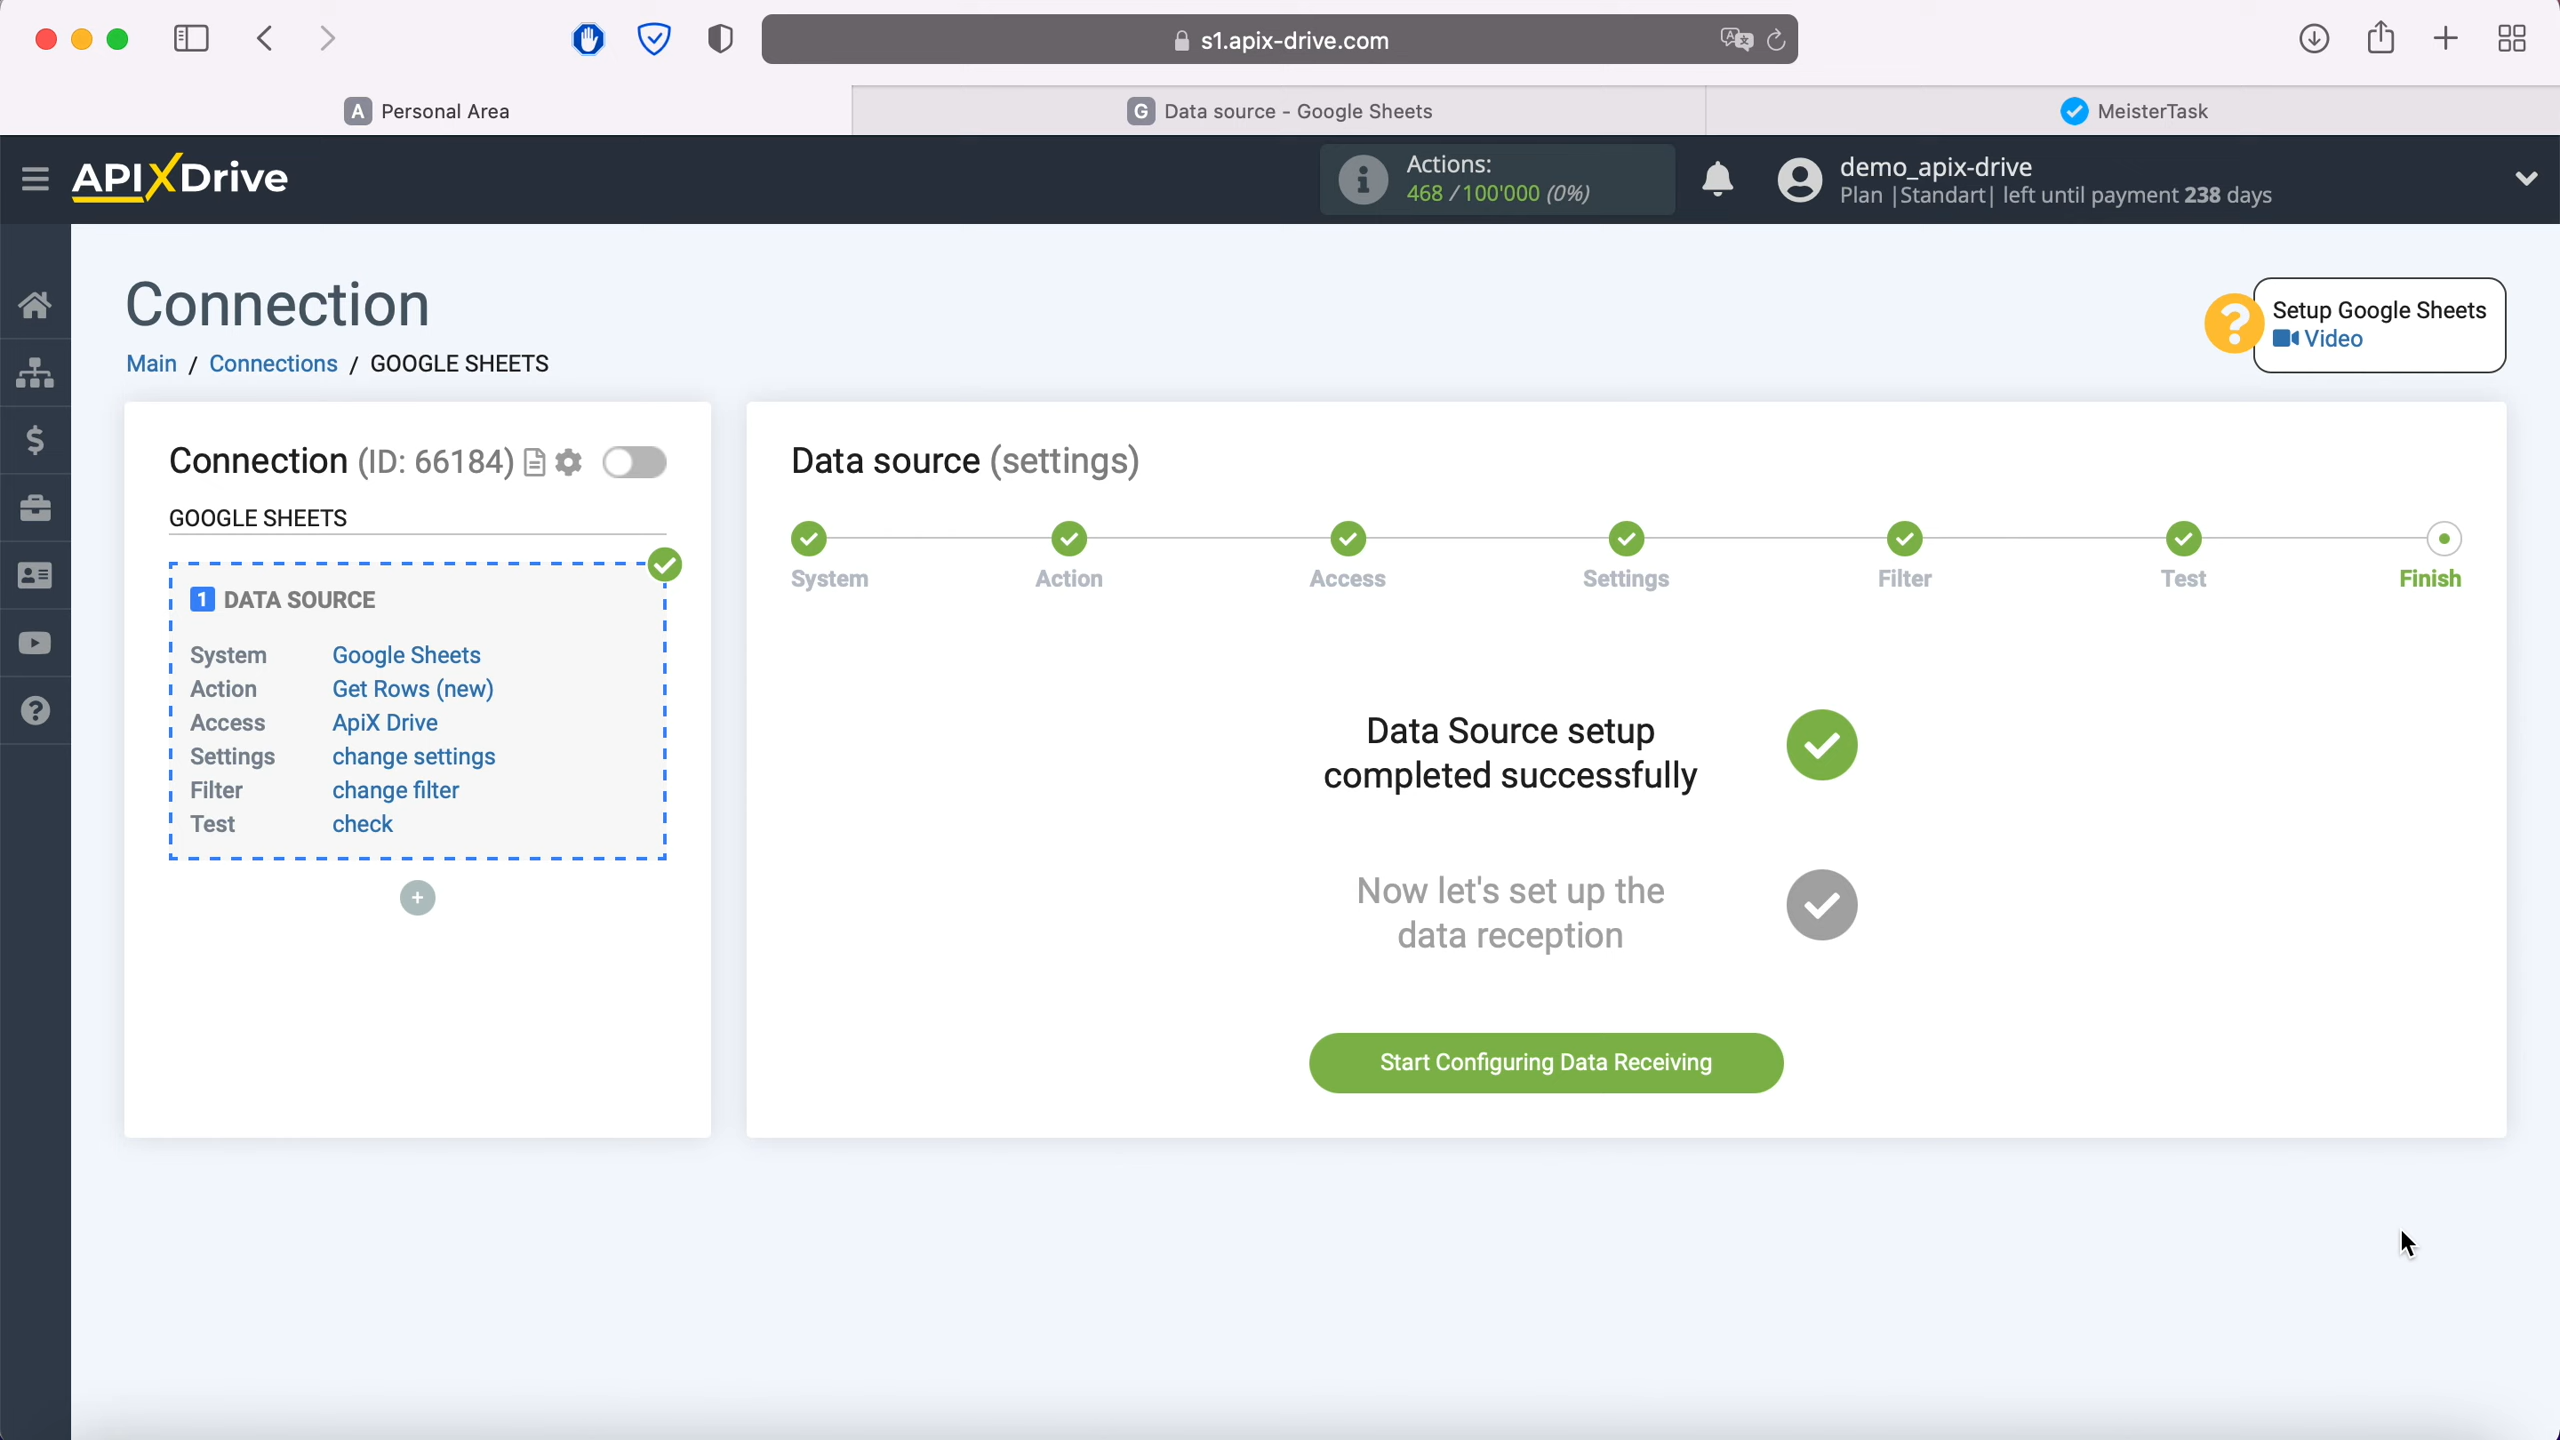 s1.apix-drive.com
A Personal Area
G Data source - Google Sheets
MeisterTask
APIXDrive
Actions:
468 / 100'000 (0%)
demo_apix-drive
Plan |Standart| left until payment 238 days
Connection
Main / Connections / GOOGLE SHEETS
Setup Google Sheets
Video
Connection (ID: 66184)
GOOGLE SHEETS
1 DATA SOURCE
System Google Sheets
Action Get Rows (new)
Access ApiX Drive
Settings change settings
Filter change filter
Test check
Data source (settings)
System Action Access Settings Filter Test Finish
Data Source setup
completed successfully
Now let's set up the
data reception
Start Configuring Data Receiving